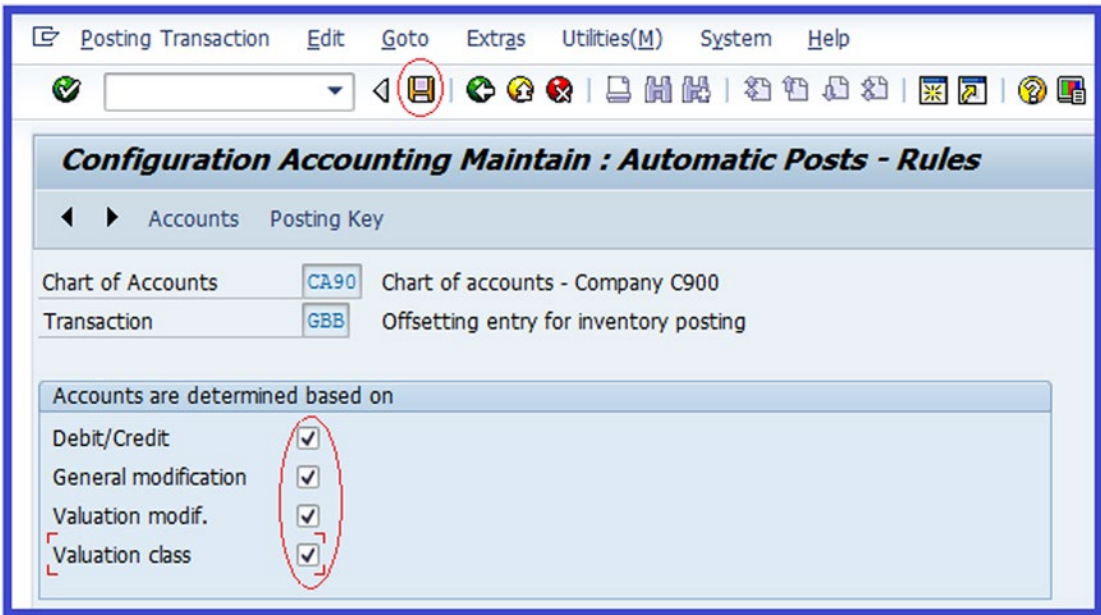 Posting Transaction Edit Goto Extras Utilities(M) System Help
Configuration Accounting Maintain : Automatic Posts - Rules
Accounts Posting Key
Chart of Accounts CA90 Chart of accounts - Company C900
Transaction GBB Offsetting entry for inventory posting
Accounts are determined based on
Debit/Credit
General modification
Valuation modif.
Valuation class